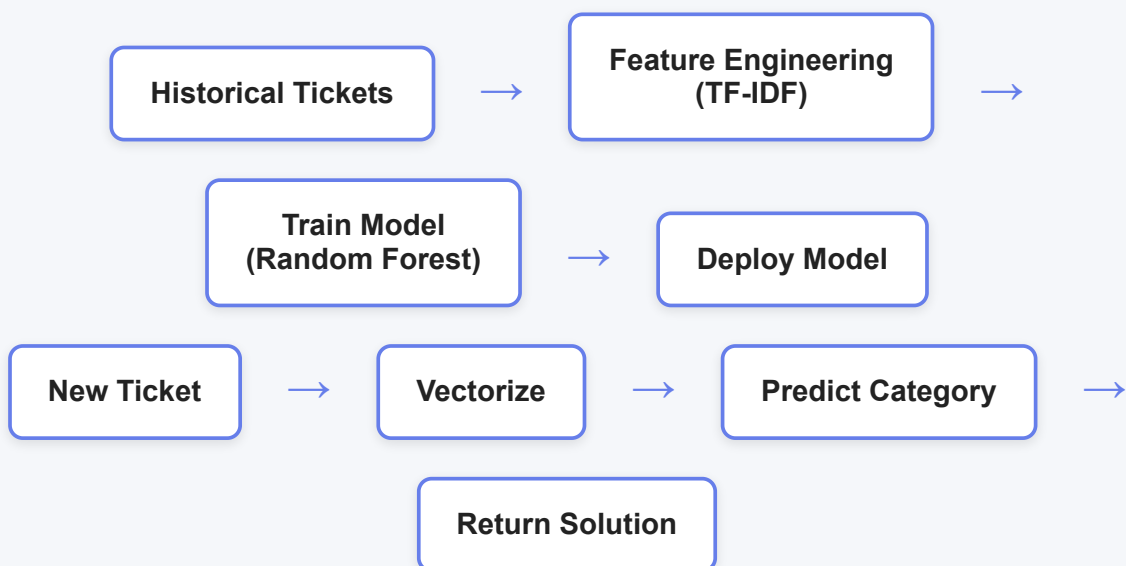 Historical Tickets
→
Feature Engineering
(TF-IDF)
→
Train Model
(Random Forest)
→
Deploy Model
New Ticket
→
Vectorize
→
Predict Category
→
Return Solution